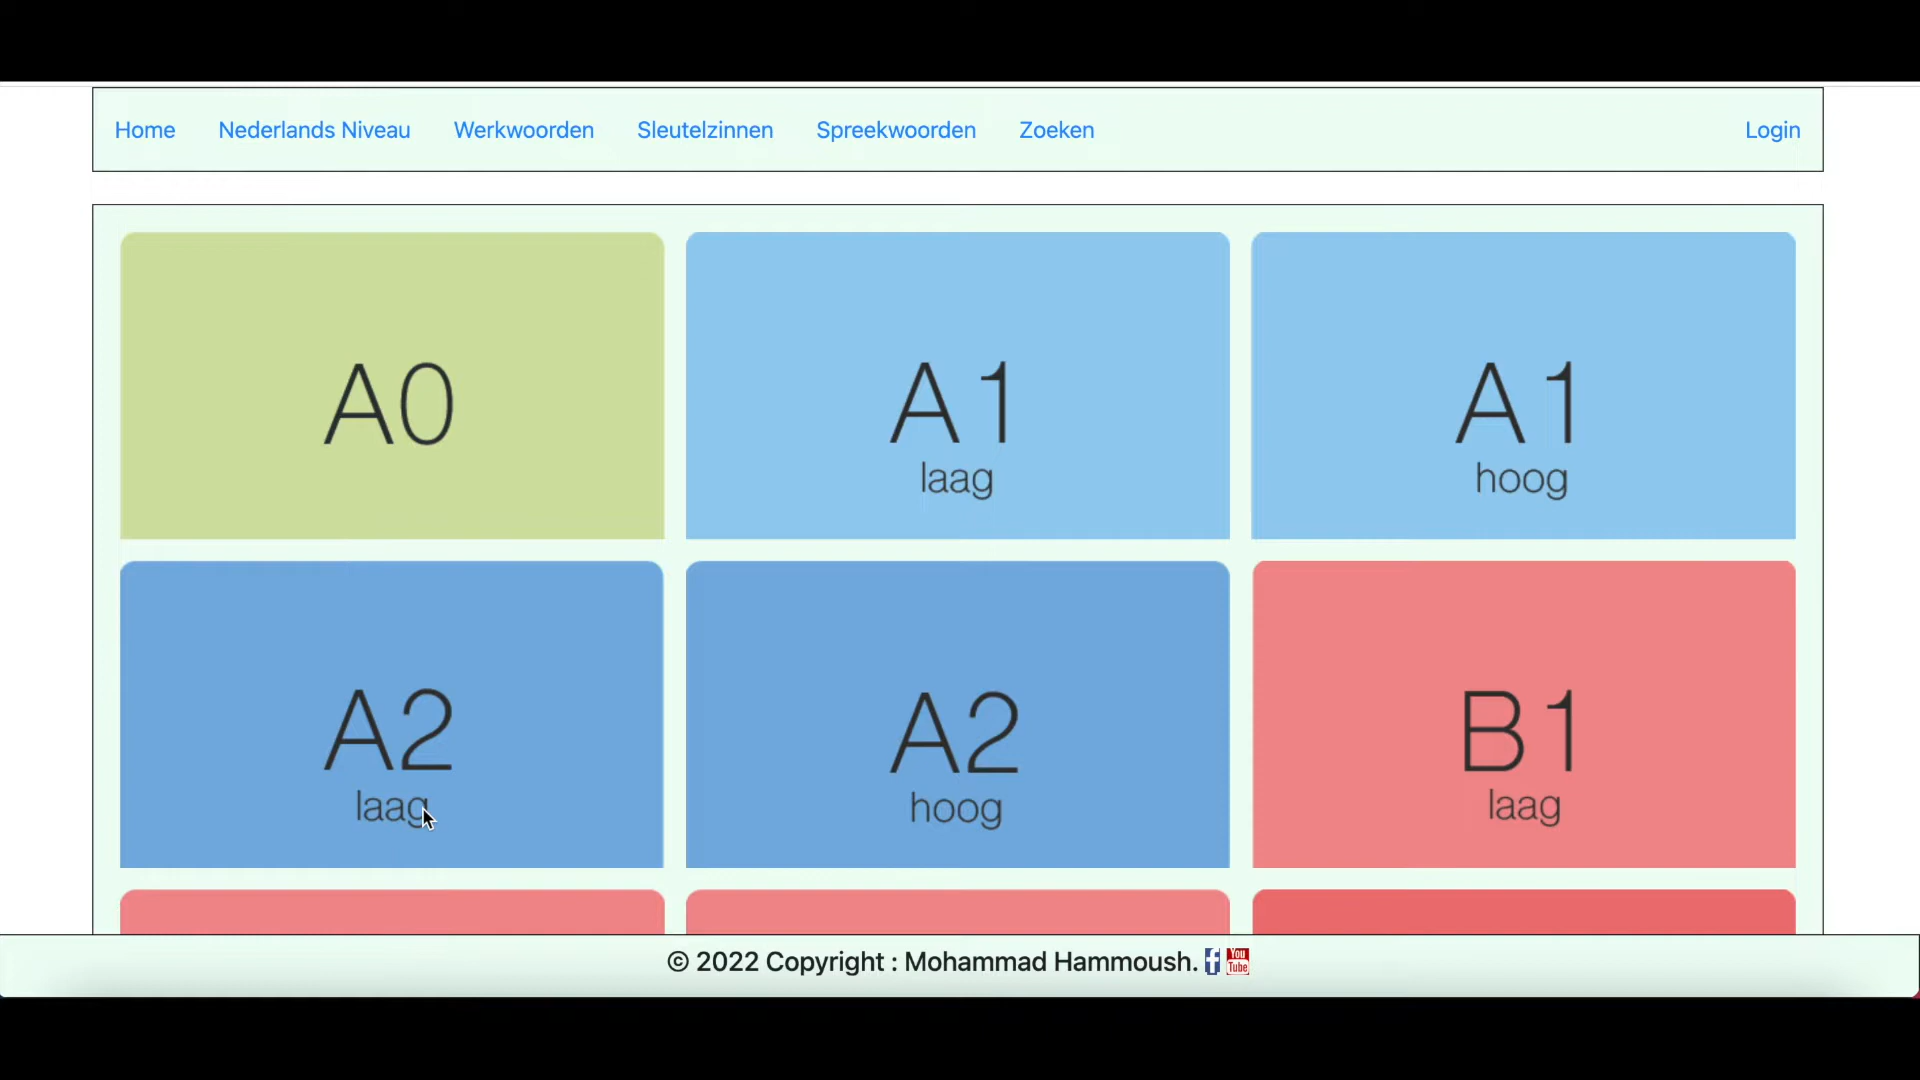 Home Nederlands Niveau Werkwoorden Sleutelzinnen Spreekwoorden Zoeken Login
A0
A1
laag
A1
hoog
A2
laag
A2
hoog
B1
laag
© 2022 Copyright : Mohammad Hammoush. f You Tube